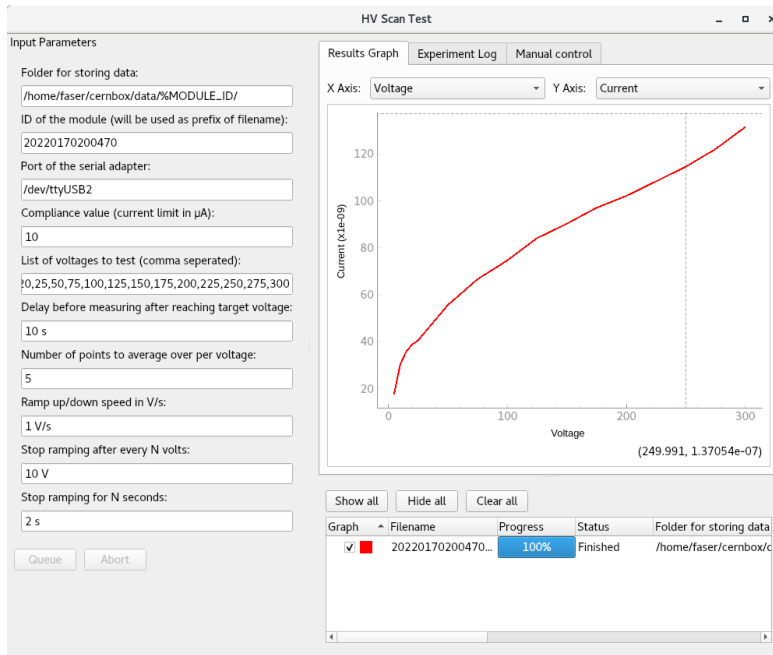 HV Scan Test
Input Parameters
Folder for storing data:
/home/faser/cernbox/data/%MODULE_ID/
ID of the module (will be used as prefix of filename):
20220170200470
Port of the serial adapter:
/dev/ttyUSB2
Compliance value (current limit in µA):
10
List of voltages to test (comma seperated):
20,25,50,75,100,125,150,175,200,225,250,275,300
Delay before measuring after reaching target voltage:
10 s
Number of points to average over per voltage:
5
Ramp up/down speed in V/s:
1 V/s
Stop ramping after every N volts:
10 V
Stop ramping for N seconds:
2 s
Queue Abort
Results Graph Experiment Log Manual control
X Axis: Voltage Y Axis: Current
120
100
80
60
40
20
Current (x1e-09)
0 100 200 300
Voltage
(249.991, 1.37054e-07)
Show all Hide all Clear all
Graph Filename Progress Status Folder for storing data
20220170200470... 100% Finished /home/faser/cernbox/c